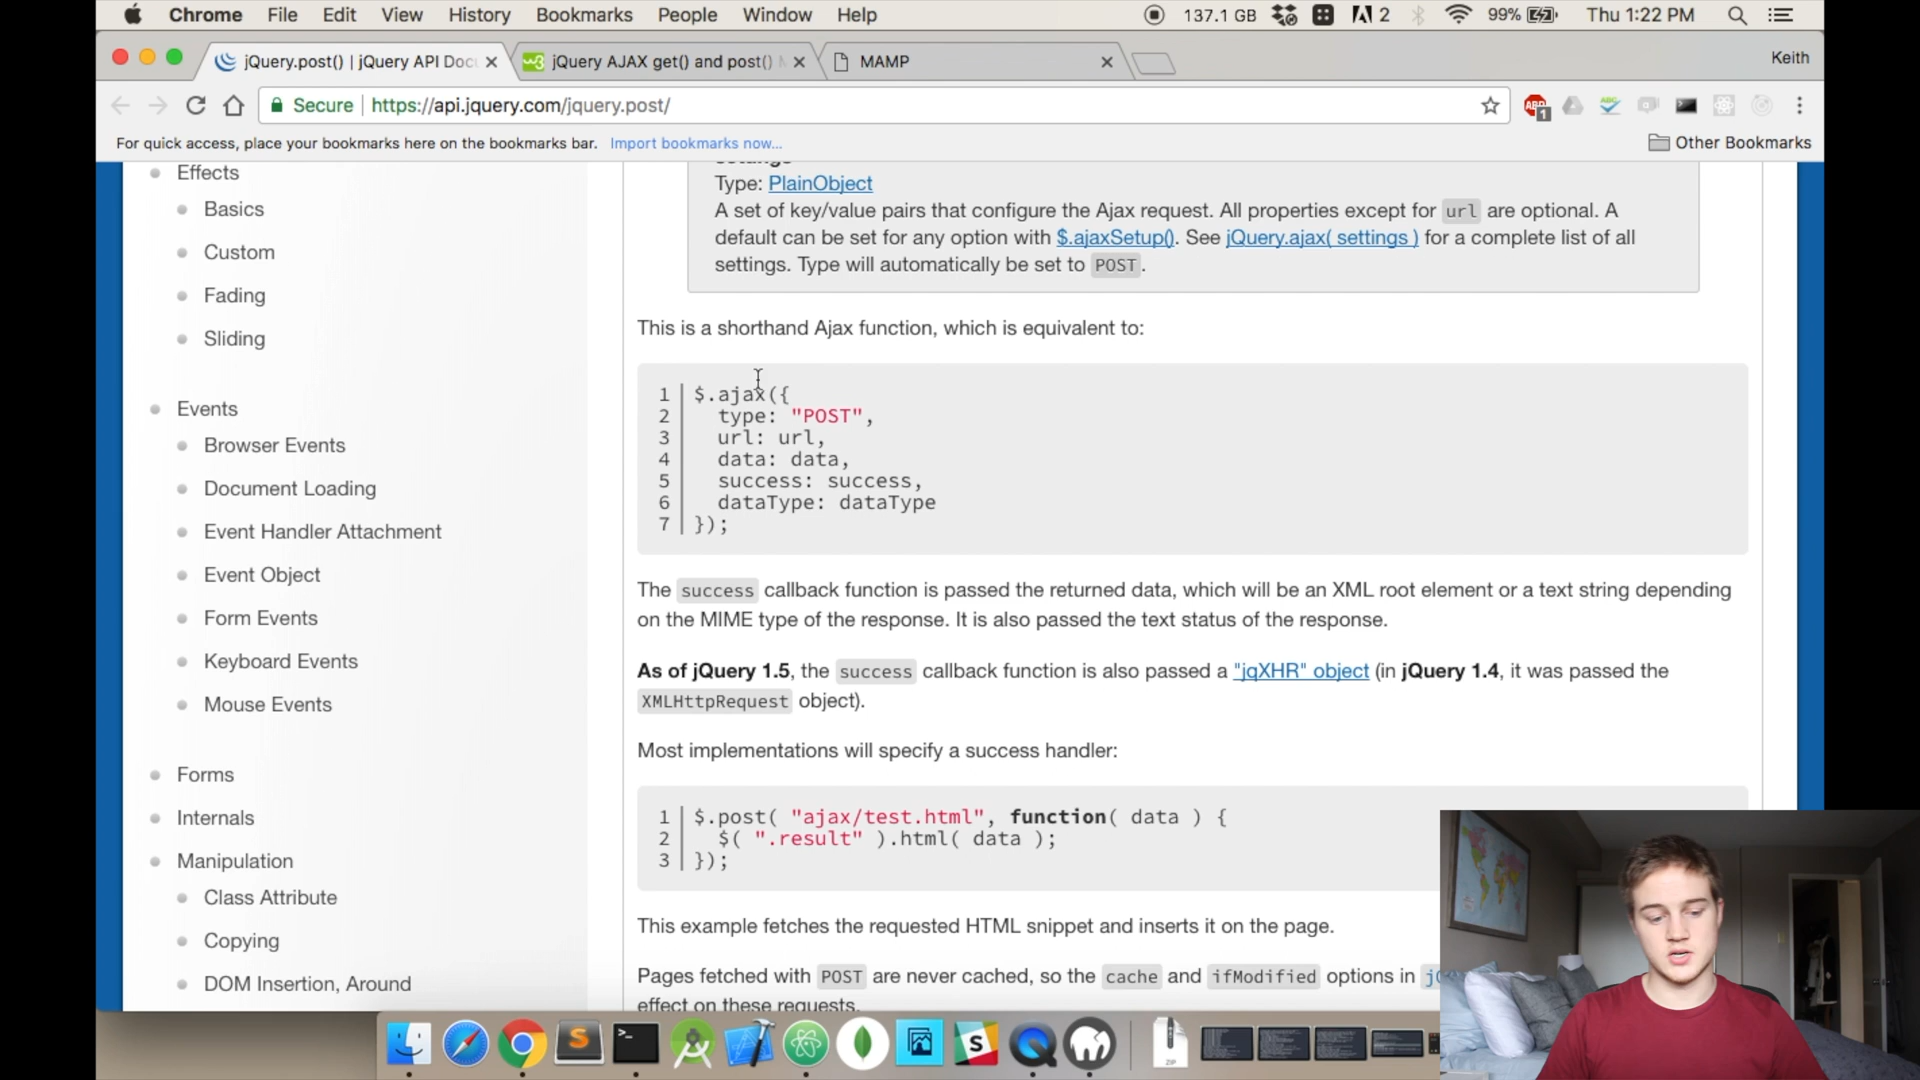 Chrome File Edit View History Bookmarks People Window Help 137.1 GB 2 99% Thu 1:22 PM
jQuery.post() | jQuery API Doc jQuery AJAX get() and post() MAMP Keith
Secure https://api.jquery.com/jquery.post/
For quick access, place your bookmarks here on the bookmarks bar. Import bookmarks now... Other Bookmarks
Effects
Basics
Custom
Fading
Sliding
Events
Browser Events
Document Loading
Event Handler Attachment
Event Object
Form Events
Keyboard Events
Mouse Events
Forms
Internals
Manipulation
Class Attribute
Copying
DOM Insertion, Around
Type: PlainObject
A set of key/value pairs that configure the Ajax request. All properties except for url are optional. A
default can be set for any option with $.ajaxSetup(). See jQuery.ajax( settings ) for a complete list of all
settings. Type will automatically be set to POST.
This is a shorthand Ajax function, which is equivalent to:
1 $.ajax({
2 type: "POST",
3 url: url,
4 data: data,
5 success: success,
6 dataType: dataType
7 });
The success callback function is passed the returned data, which will be an XML root element or a text string depending
on the MIME type of the response. It is also passed the text status of the response.
As of jQuery 1.5, the success callback function is also passed a "jqXHR" object (in jQuery 1.4, it was passed the
XMLHttpRequest object).
Most implementations will specify a success handler:
1 $.post( "ajax/test.html", function( data ) {
2 $( ".result" ).html( data );
3 });
This example fetches the requested HTML snippet and inserts it on the page.
Pages fetched with POST are never cached, so the cache and ifModified options in
effect on these requests.